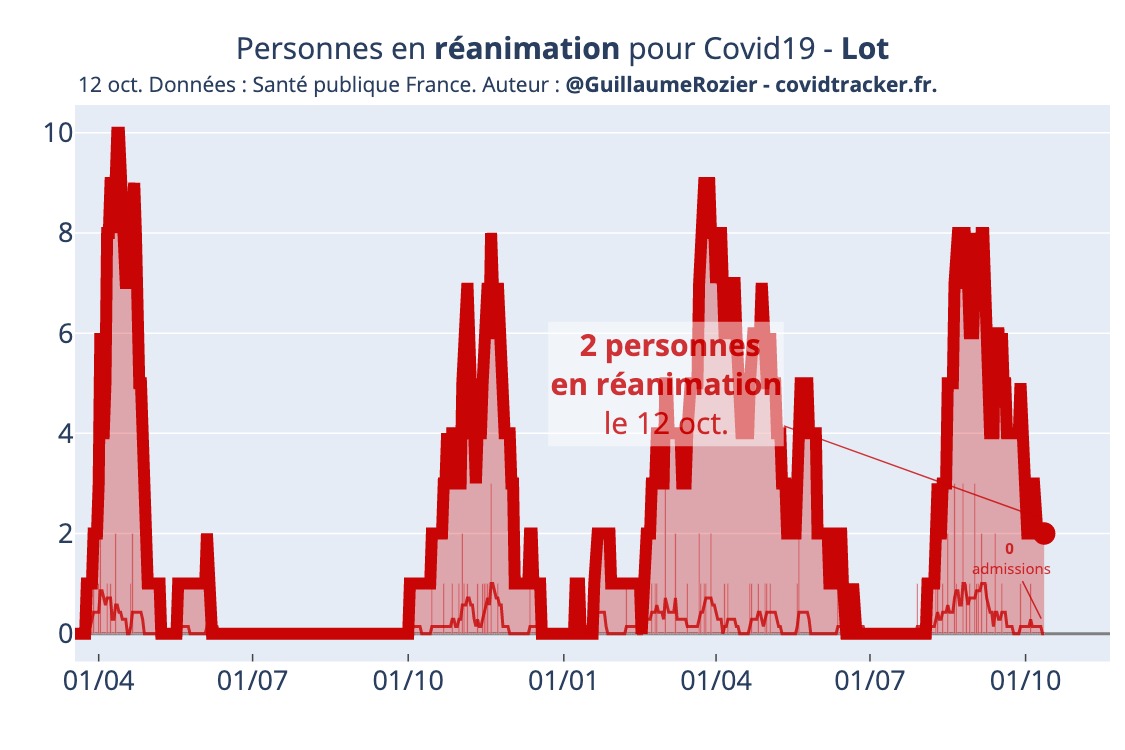 Personnes en réanimation pour Covid19 - Lot
12 oct. Données : Santé publique France. Auteur : @GuillaumeRozier - covidtracker.fr.
10
8
6
4
2
0
2 personnes
en réanimation
le 12 oct.
0
admissions
01/04
01/07
01/10
01/01
01/04
01/07
01/10